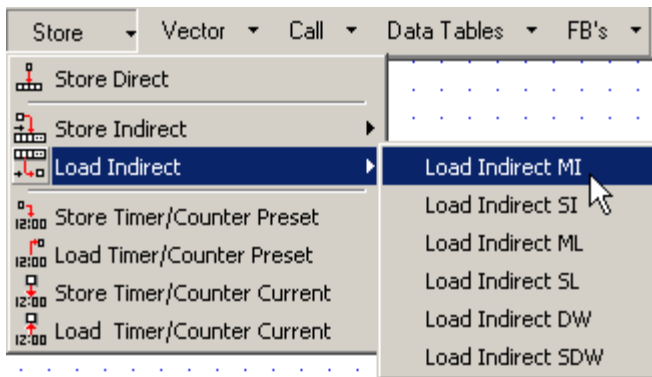 Store Vector Call Data Tables FB's
Store Direct
Store Indirect
Load Indirect
Store Timer/Counter Preset
Load Timer/Counter Preset
Store Timer/Counter Current
Load Timer/Counter Current
Load Indirect MI
Load Indirect SI
Load Indirect ML
Load Indirect SL
Load Indirect DW
Load Indirect SDW